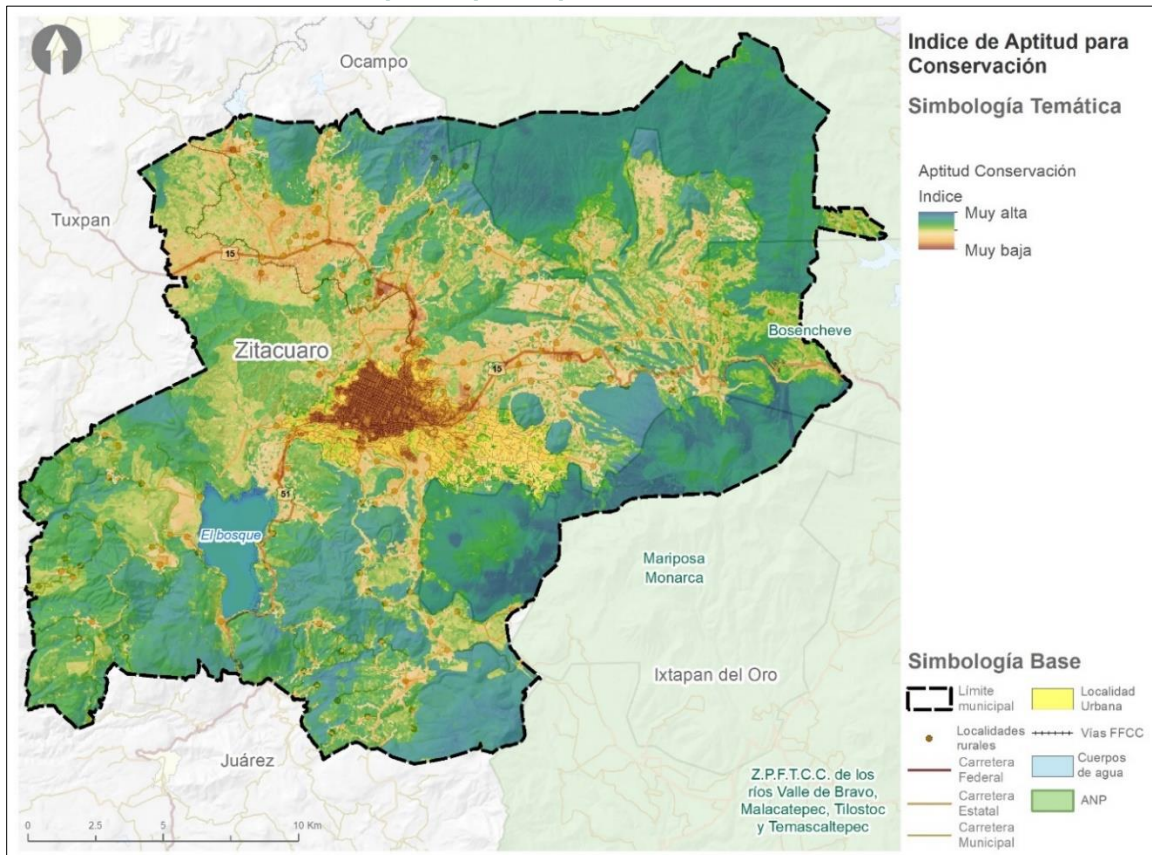 Ocampo
Tuxpan
15
Zitacuaro
15
Bosencheve
51
El bosque
Mariposa
Monarca
Ixtapan del Oro
Juárez
Z.P.F.T.C.C. de los
ríos Valle de Bravo,
Malacatepec, Tilostoc
y Temascaltepec
0 2.5 5 10 Km
Indice de Aptitud para
Conservación
Simbología Temática
Aptitud Conservación
Indice
Muy alta
Muy baja
Simbología Base
Límite
municipal
Localidades
rurales
Carretera
Federal
Carretera
Estatal
Carretera
Municipal
Localidad
Urbana
Vías FFCC
Cuerpos
de agua
ANP